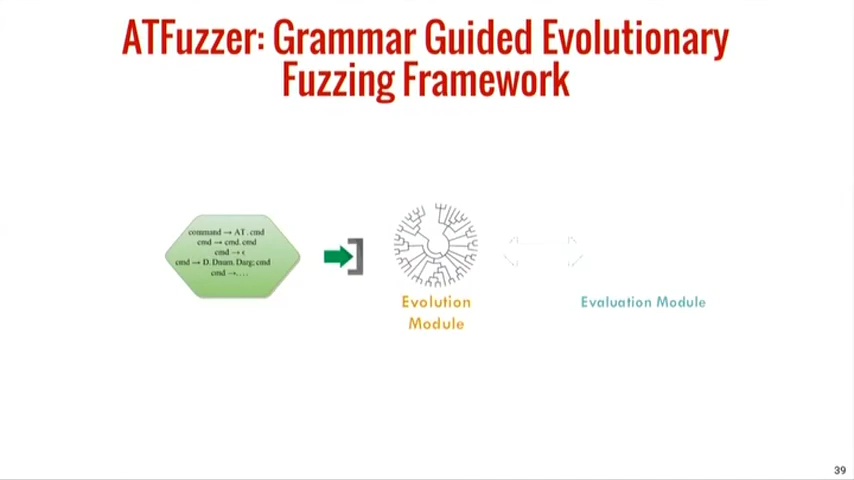 ATFuzzer: Grammar Guided Evolutionary
Fuzzing Framework
command → AT . cmd
cmd → cmd. cmd
cmd → ϵ
cmd → D. Dnum. Darg; cmd
cmd →....
Evolution
Module
Evaluation Module
39